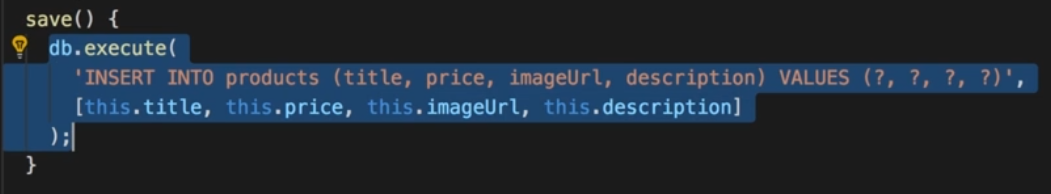 save() {
db.execute(
'INSERT INTO products (title, price, imageUrl, description) VALUES (?, ?, ?, ?)',
[this.title, this.price, this.imageUrl, this.description]
);
}